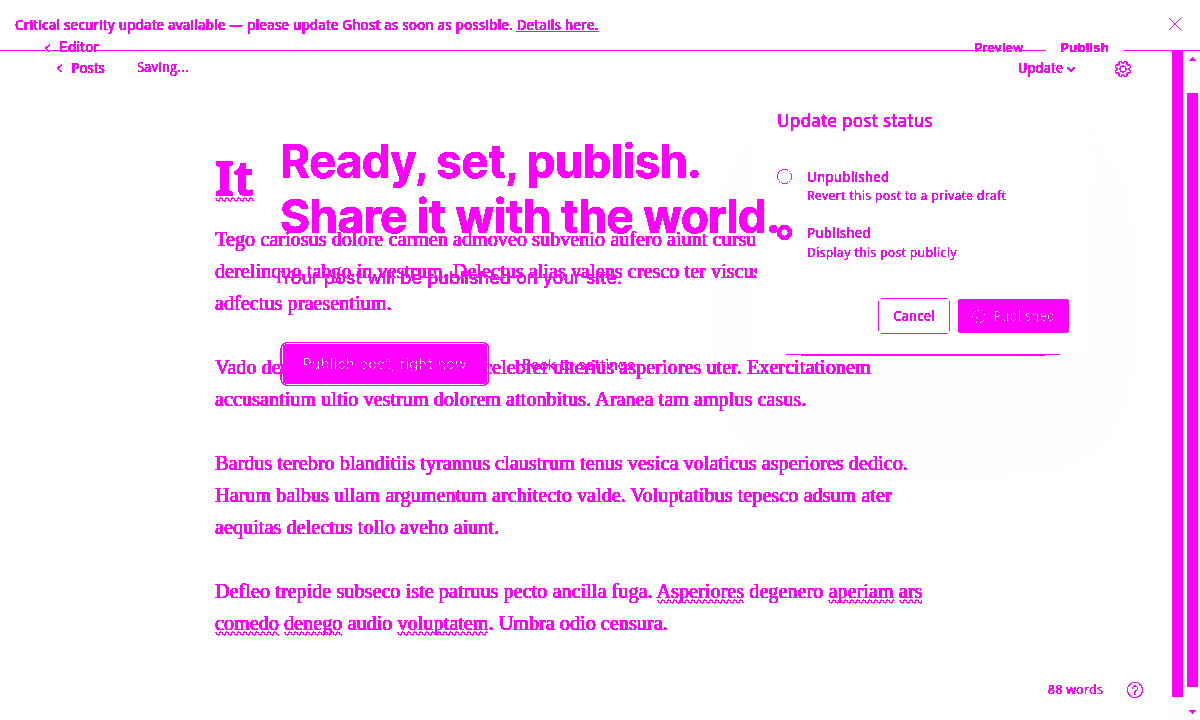 Critical security update available — please update Ghost as soon as possible. Details here.
Editor
Preview
Publish
Posts
Saving...
Update
Update post status
Ready, set, publish.
It
Unpublished
Revert this post to a private draft
Share it with the world.
Published
Display this post publicly
Tego cariosus dolore carmen admoveo subvenio aufero aiunt cursu
derelinquo tabgo in vestrum. Delectus alias valens cresco ter viscus
Your post will be published on your site.
adfectus praesentium.
Cancel
Published
Publish post, right now
Back to settings
Vado celebrer ulterius asperiores uter. Exercitationem
accusantium ultio vestrum dolorem attonbitus. Aranea tam amplus casus.
Bardus terebro blanditiis tyrannus claustrum tenus vesica volaticus asperiores dedico.
Harum balbus ullam argumentum architecto valde. Voluptatibus tepesco adsum ater
aequitas delectus tollo aveho aiunt.
Defleo trepide subseco iste patruus pecto ancilla fuga. Asperiores degenero aperiam ars
comedo denego audio voluptatem. Umbra odio censura.
88 words